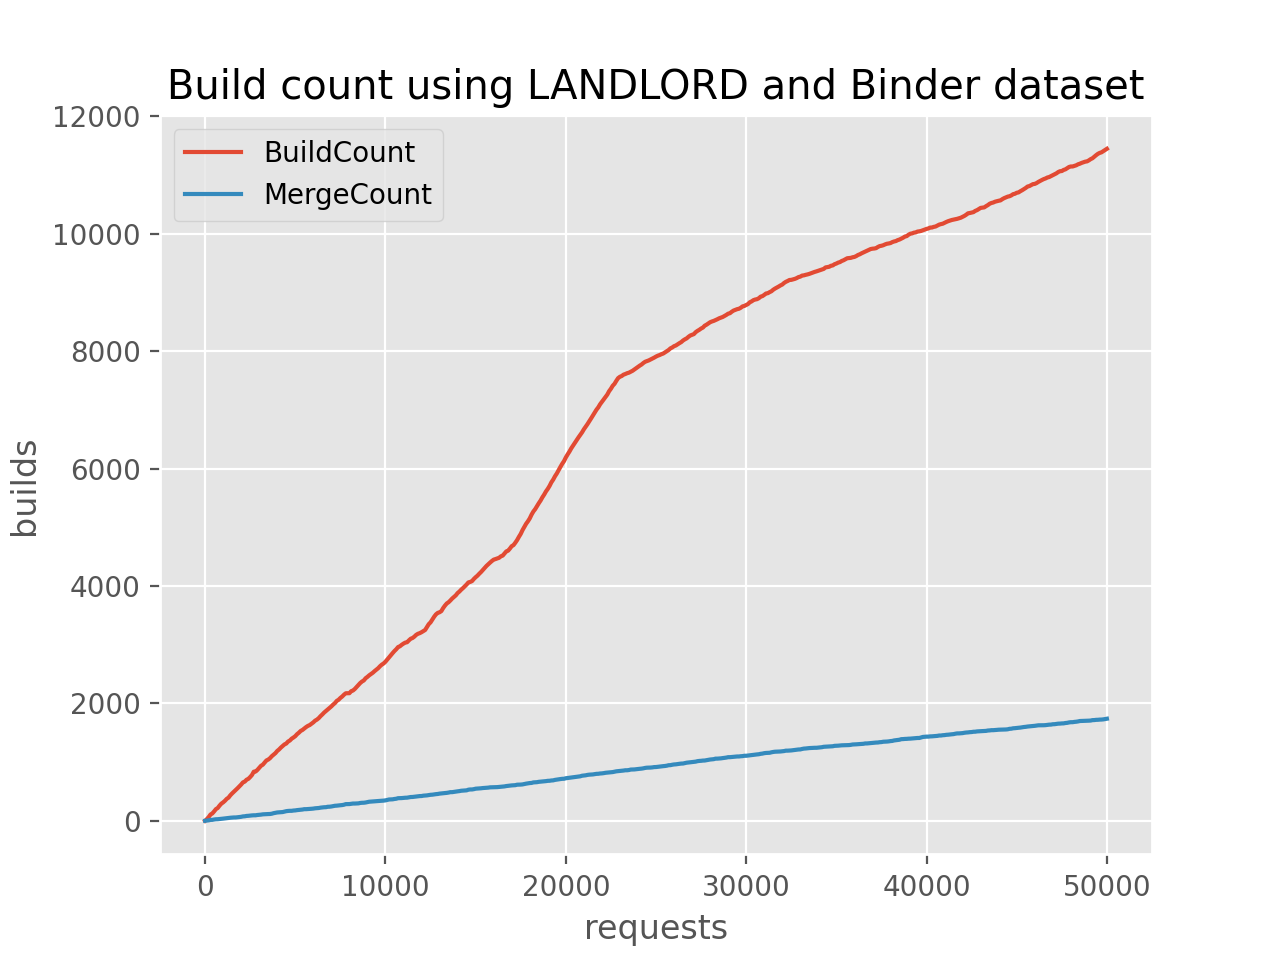 Build count using LANDLORD and Binder dataset
BuildCount
MergeCount
12000
10000
8000
6000
4000
2000
0
builds
0 10000 20000 30000 40000 50000
requests